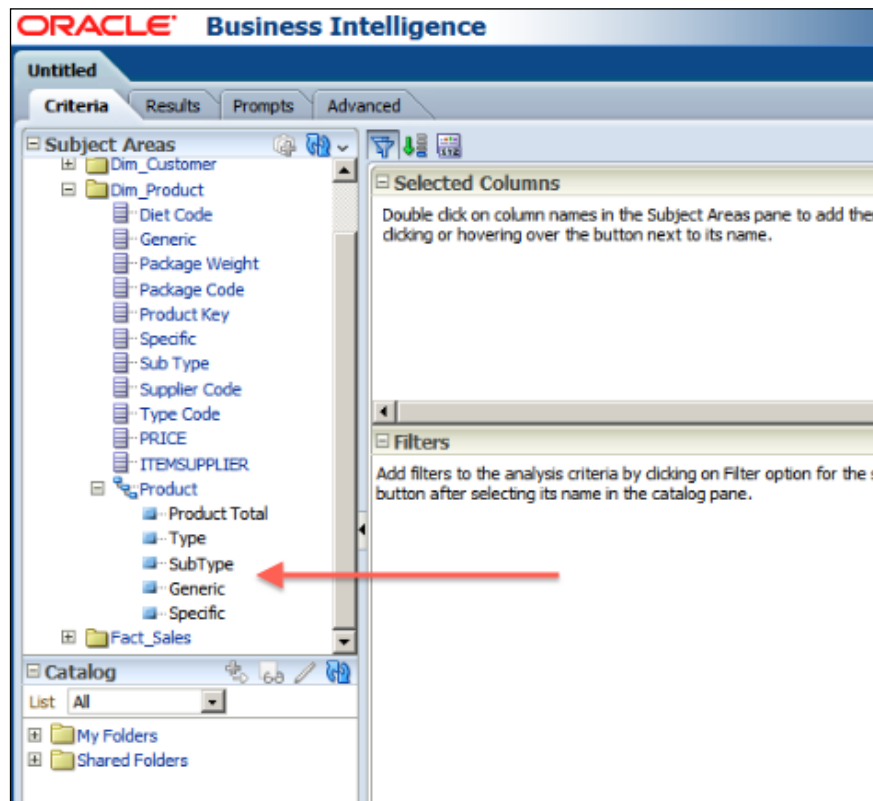 ORACLE Business Intelligence
Untitled
Criteria Results Prompts Advanced
Subject Areas
Dim_Customer
Dim_Product
Diet Code
Generic
Package Weight
Package Code
Product Key
Specific
Sub Type
Supplier Code
Type Code
PRICE
ITEMSUPPLIER
Product
Product Total
Type
SubType
Generic
Specific
Fact_Sales
Catalog
List All
My Folders
Shared Folders
Selected Columns
Double click on column names in the Subject Areas pane to add the
clicking or hovering over the button next to its name.
Filters
Add filters to the analysis criteria by clicking on Filter option for the s
button after selecting its name in the catalog pane.